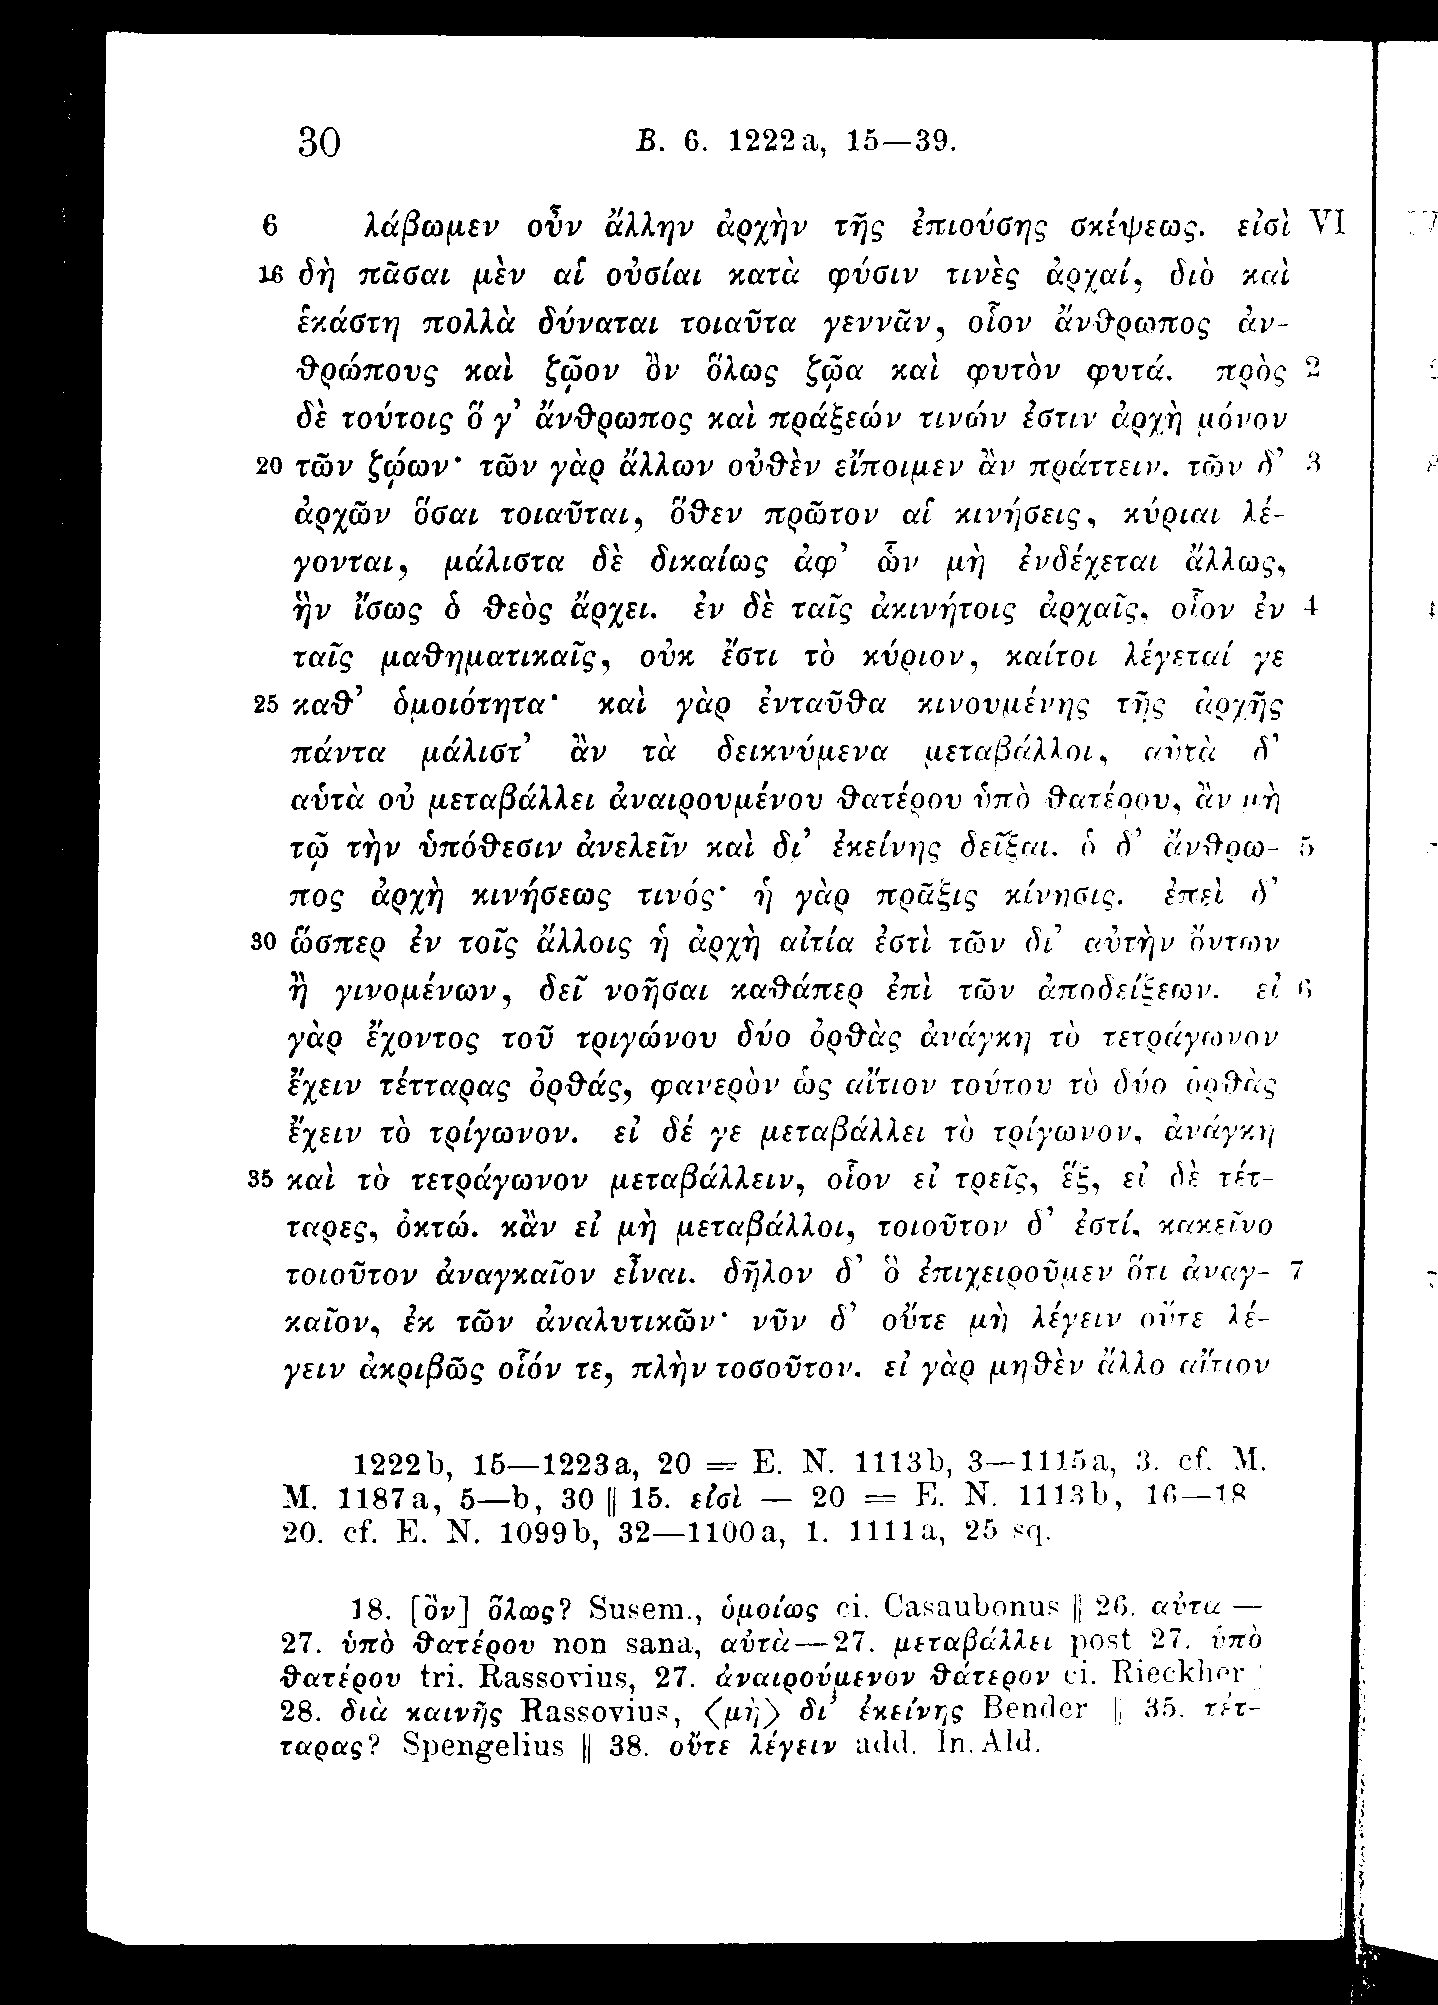 30 B. 6. 1222a, 15—39.
6 λάβωμεν οὖν ἄλλην ἀρχὴν τῆς ἐπιούσης σκέψεως. εἰσὶ VI
16 δὴ πᾶσαι μὲν αἱ οὐσίαι κατὰ φύσιν τινὲς ἀρχαί, διὸ καὶ
ἑκάστη πολλὰ δύναται τοιαῦτα γεννᾶν, οἷον ἄνθρωπος ἀν-
θρώπους καὶ ζῷον ὂν ὅλως ζῷα καὶ φυτὸν φυτά. πρὸς 2
δὲ τούτοις ὅ γ’ ἄνθρωπος καὶ πράξεών τινών ἐστιν ἀρχὴ μόνον
20 τῶν ζῴων· τῶν γὰρ ἄλλων οὐθὲν εἴποιμεν ἂν πράττειν. τῶν δ’ 3
ἀρχῶν ὅσαι τοιαῦται, ὅθεν πρῶτον αἱ κινήσεις, κύριαι λέ-
γονται, μάλιστα δὲ δικαίως ἀφ’ ὧν μὴ ἐνδέχεται ἄλλως,
ἣν ἴσως ὁ θεὸς ἄρχει. ἐν δὲ ταῖς ἀκινήτοις ἀρχαῖς, οἷον ἐν 4
ταῖς μαθηματικαῖς, οὐκ ἔστι τὸ κύριον, καίτοι λέγεταί γε
25 καθ’ ὁμοιότητα· καὶ γὰρ ἐνταῦθα κινουμένης τῆς ἀρχῆς
πάντα μάλιστ’ ἂν τὰ δεικνύμενα μεταβάλλοι, αὐτὰ δ’
αὑτὰ οὐ μεταβάλλει ἀναιρουμένου θατέρου ὑπὸ θατέρου, ἂν μὴ
τῷ τὴν ὑπόθεσιν ἀνελεῖν καὶ δι’ ἐκείνης δεῖξαι. ὁ δ’ ἄνθρω- 5
πος ἀρχὴ κινήσεως τινός· ἡ γὰρ πρᾶξις κίνησις. ἐπεὶ δ’
30 ὥσπερ ἐν τοῖς ἄλλοις ἡ ἀρχὴ αἰτία ἐστὶ τῶν δι’ αὐτὴν ὄντων
ἢ γινομένων, δεῖ νοῆσαι καθάπερ ἐπὶ τῶν ἀποδείξεων. εἰ 6
γὰρ ἔχοντος τοῦ τριγώνου δύο ὀρθὰς ἀνάγκη τὸ τετράγωνον
ἔχειν τέτταρας ὀρθάς, φανερὸν ὡς αἴτιον τούτου τὸ δύο ὀρθὰς
ἔχειν τὸ τρίγωνον. εἰ δέ γε μεταβάλλει τὸ τρίγωνον, ἀνάγκη
35 καὶ τὸ τετράγωνον μεταβάλλειν, οἷον εἰ τρεῖς, ἕξ, εἰ δὲ τέτ-
ταρες, ὀκτώ. κἂν εἰ μὴ μεταβάλλοι, τοιοῦτον δ’ ἐστί, κακεῖνο
τοιοῦτον ἀναγκαῖον εἶναι. δῆλον δ’ ὃ ἐπιχειροῦμεν ὅτι ἀναγ- 7
καῖον, ἐκ τῶν ἀναλυτικῶν· νῦν δ’ οὔτε μὴ λέγειν οὔτε λέ-
γειν ἀκριβῶς οἷόν τε, πλὴν τοσοῦτον. εἰ γὰρ μηθὲν ἄλλο αἴτιον
1222b, 15—1223a, 20 = E. N. 1113b, 3—1115a, 3. cf. M.
M. 1187a, 5—b, 30 || 15. εἰσὶ — 20 = E. N. 1113b, 16—18
20. cf. E. N. 1099b, 32—1100a, 1. 1111a, 25 sq.
18. [ὂν] ὅλως? Susem., ὁμοίως ci. Casaubonus || 26. αὐτὰ —
27. ὑπὸ θατέρου non sana, αὑτὰ—27. μεταβάλλει post 27. ὑπὸ
θατέρου tri. Rassovius, 27. ἀναιρούμενον θάτερον ci. Rieckher
28. διὰ καινῆς Rassovius, ⟨μὴ⟩ δι’ ἐκείνης Bender || 35. τέτ-
ταρας? Spengelius || 38. οὔτε λέγειν add. In. Ald.